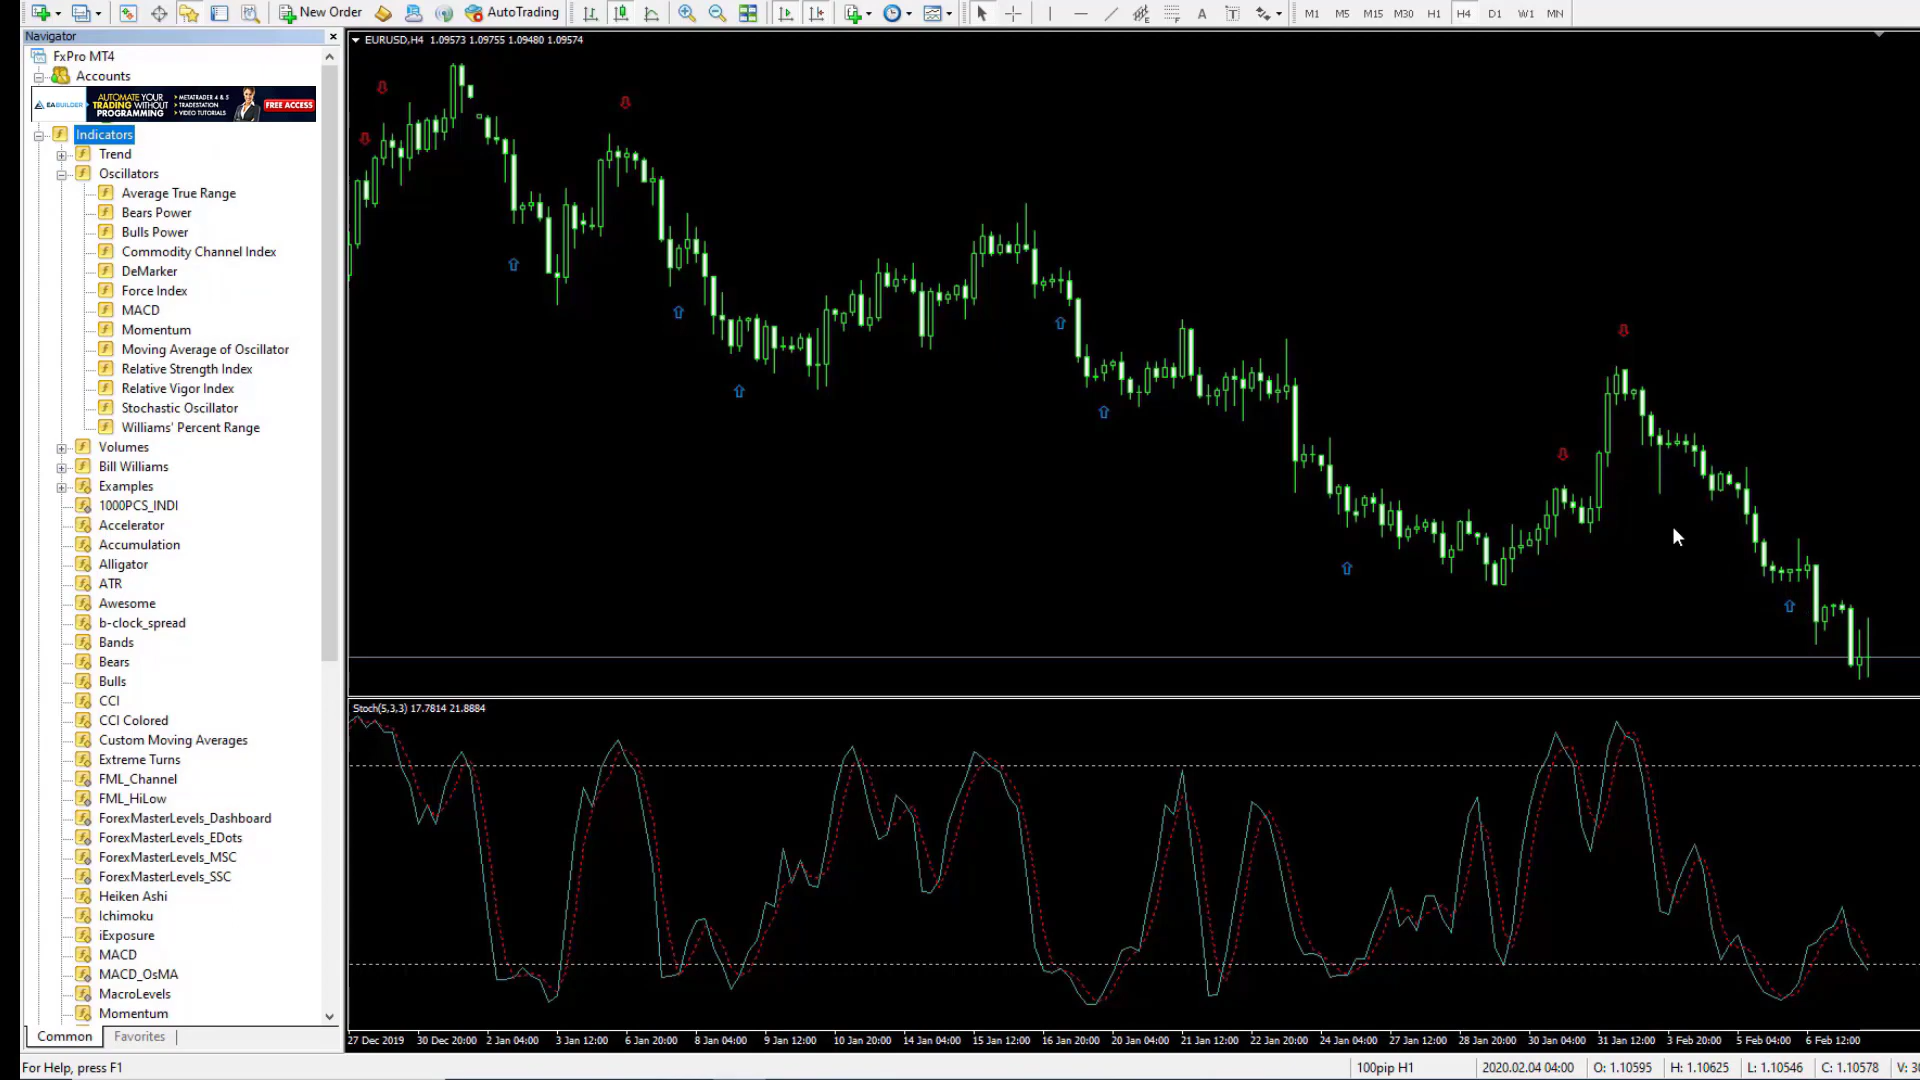 New Order
AutoTrading
A
T
M1 M5 M15 M30 H1 H4 D1 W1 MN
Navigator
FxPro MT4
Accounts
EABUILDER
AUTOMATE YOUR TRADING WITHOUT PROGRAMMING
METATRADER 4 & 5
TRADESTATION
VIDEO TUTORIALS
FREE ACCESS
Indicators
Trend
Oscillators
Average True Range
Bears Power
Bulls Power
Commodity Channel Index
DeMarker
Force Index
MACD
Momentum
Moving Average of Oscillator
Relative Strength Index
Relative Vigor Index
Stochastic Oscillator
Williams' Percent Range
Volumes
Bill Williams
Examples
1000PCS_INDI
Accelerator
Accumulation
Alligator
ATR
Awesome
b-clock_spread
Bands
Bears
Bulls
CCI
CCI Colored
Custom Moving Averages
Extreme Turns
FML_Channel
FML_HiLow
ForexMasterLevels_Dashboard
ForexMasterLevels_EDots
ForexMasterLevels_MSC
ForexMasterLevels_SSC
Heiken Ashi
Ichimoku
iExposure
MACD
MACD_OsMA
MacroLevels
Momentum
Common
Favorites
EURUSD,H4 1.09573 1.09755 1.09480 1.09574
Stoch(5,3,3) 17.7814 21.8884
27 Dec 2019 30 Dec 20:00 2 Jan 04:00 3 Jan 12:00 6 Jan 20:00 8 Jan 04:00 9 Jan 12:00 10 Jan 20:00 14 Jan 04:00 15 Jan 12:00 16 Jan 20:00 20 Jan 04:00 21 Jan 12:00 22 Jan 20:00 24 Jan 04:00 27 Jan 12:00 28 Jan 20:00 30 Jan 04:00 31 Jan 12:00 3 Feb 20:00 5 Feb 04:00 6 Feb 12:00
For Help, press F1
100pip H1
2020.02.04 04:00
O: 1.10595
H: 1.10625
L: 1.10546
C: 1.10578